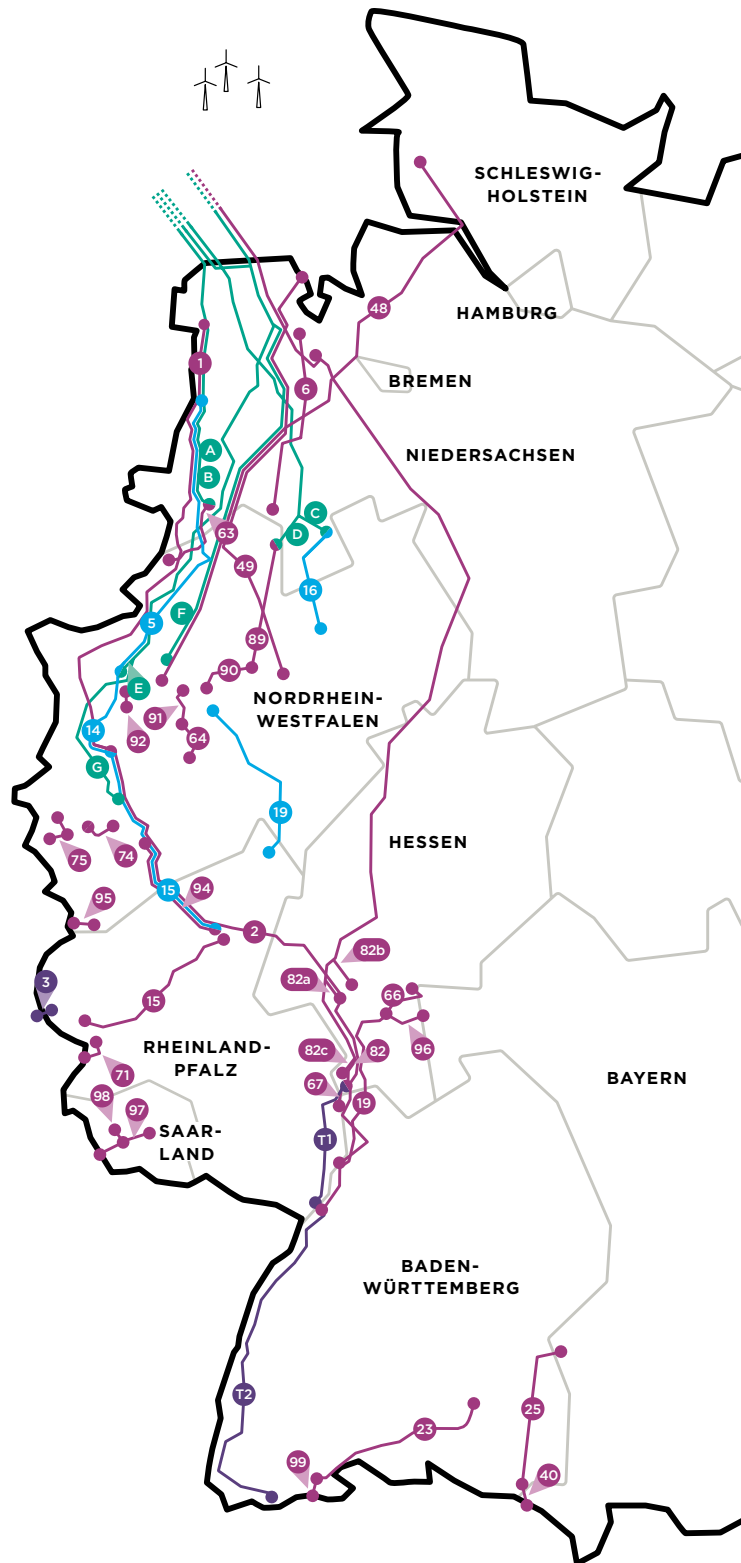 SCHLESWIG-
HOLSTEIN
48
HAMBURG
1
BREMEN
6
A
NIEDERSACHSEN
B
C
63
D
49
16
F
5
89
90
E
NORDRHEIN-
WESTFALEN
91
14
92
64
G
19
HESSEN
75
74
15
94
95
2
82b
3
82a
66
15
96
RHEINLAND-
PFALZ
82c
82
71
BAYERN
67
98
97
19
SAAR-
LAND
T1
BADEN-
WÜRTTEMBERG
T2
25
23
99
40